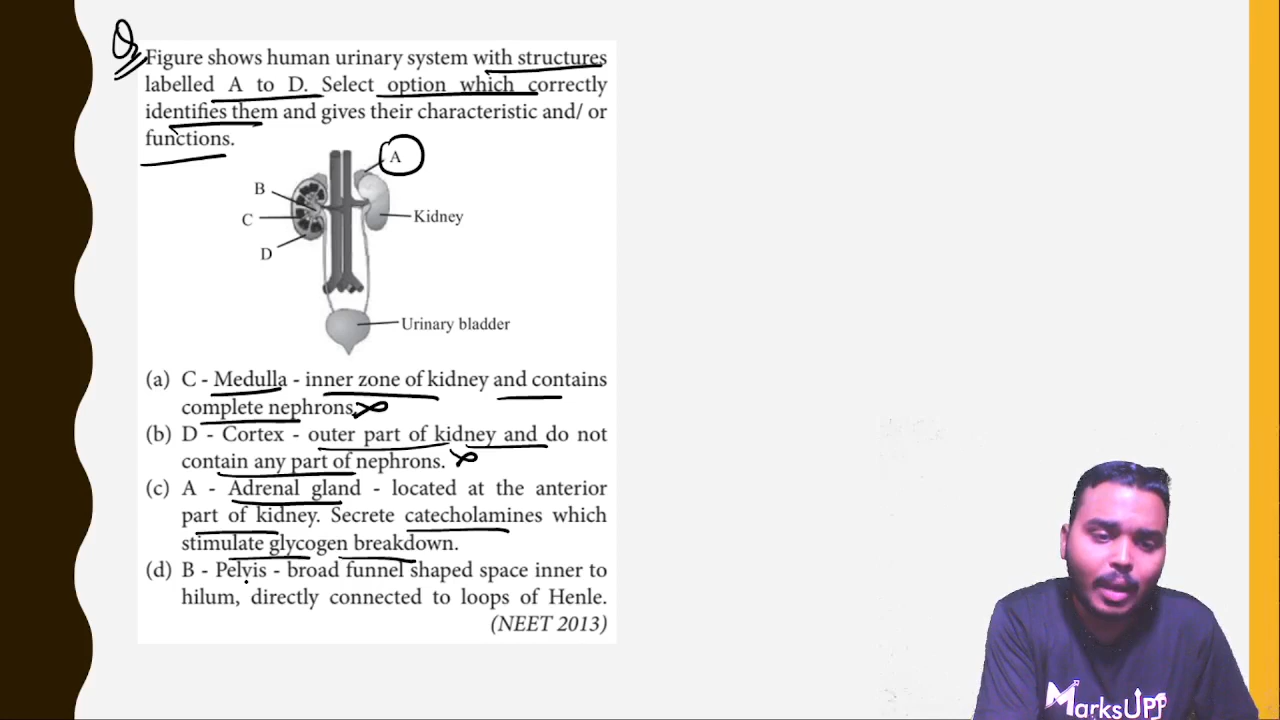 Q
Figure shows human urinary system with structures
labelled A to D. Select option which correctly
identifies them and gives their characteristic and/ or
functions.
A
B
C
Kidney
D
Urinary bladder
(a) C - Medulla - inner zone of kidney and contains
complete nephrons.
(b) D - Cortex - outer part of kidney and do not
contain any part of nephrons.
(c) A - Adrenal gland - located at the anterior
part of kidney. Secrete catecholamines which
stimulate glycogen breakdown.
(d) B - Pelvis - broad funnel shaped space inner to
hilum, directly connected to loops of Henle.
(NEET 2013)
MarksUPP